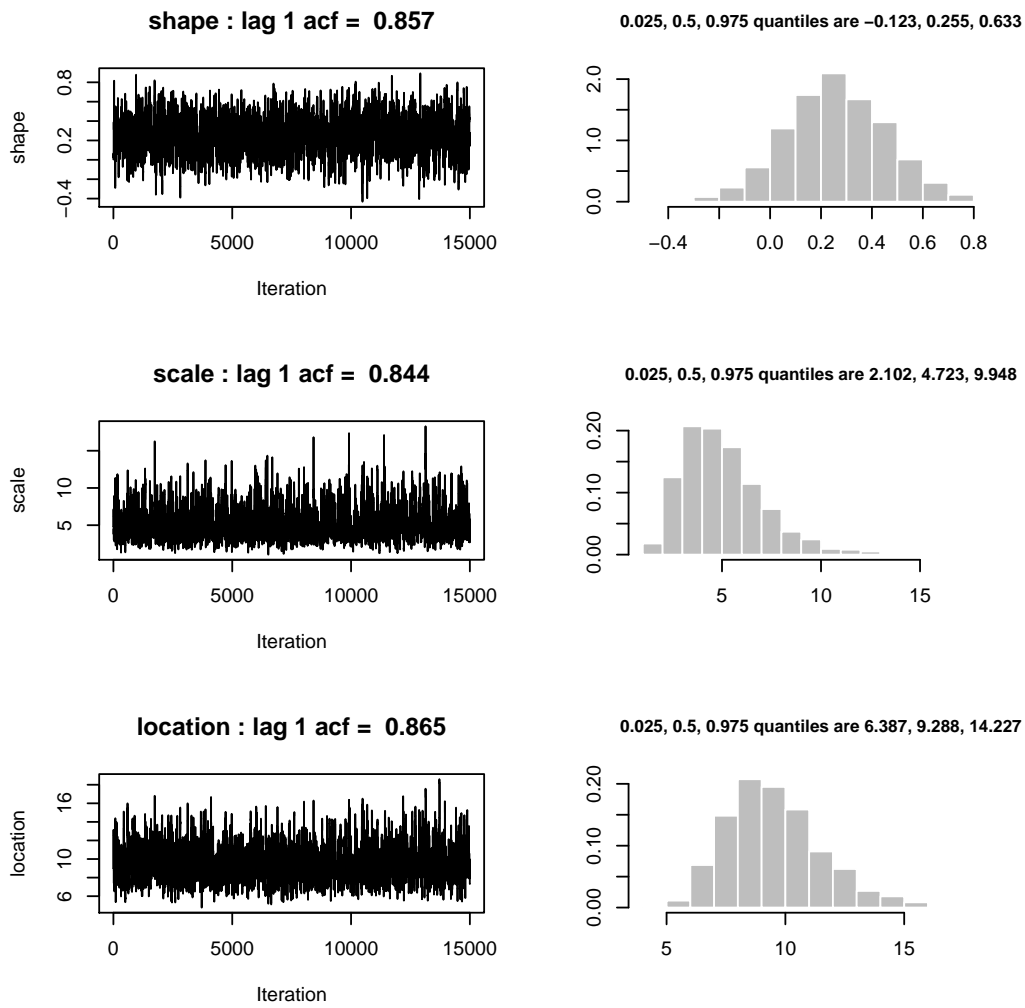 shape : lag 1 acf =  0.857
0.8
0.2
−0.4
shape
0 5000 10000 15000
Iteration
0.025, 0.5, 0.975 quantiles are −0.123, 0.255, 0.633
2.0
1.0
0.0
−0.4 0.0 0.2 0.4 0.6 0.8
scale : lag 1 acf =  0.844
10
5
scale
0 5000 10000 15000
Iteration
0.025, 0.5, 0.975 quantiles are 2.102, 4.723, 9.948
0.20
0.10
0.00
5 10 15
location : lag 1 acf =  0.865
16
10
6
location
0 5000 10000 15000
Iteration
0.025, 0.5, 0.975 quantiles are 6.387, 9.288, 14.227
0.20
0.10
0.00
5 10 15